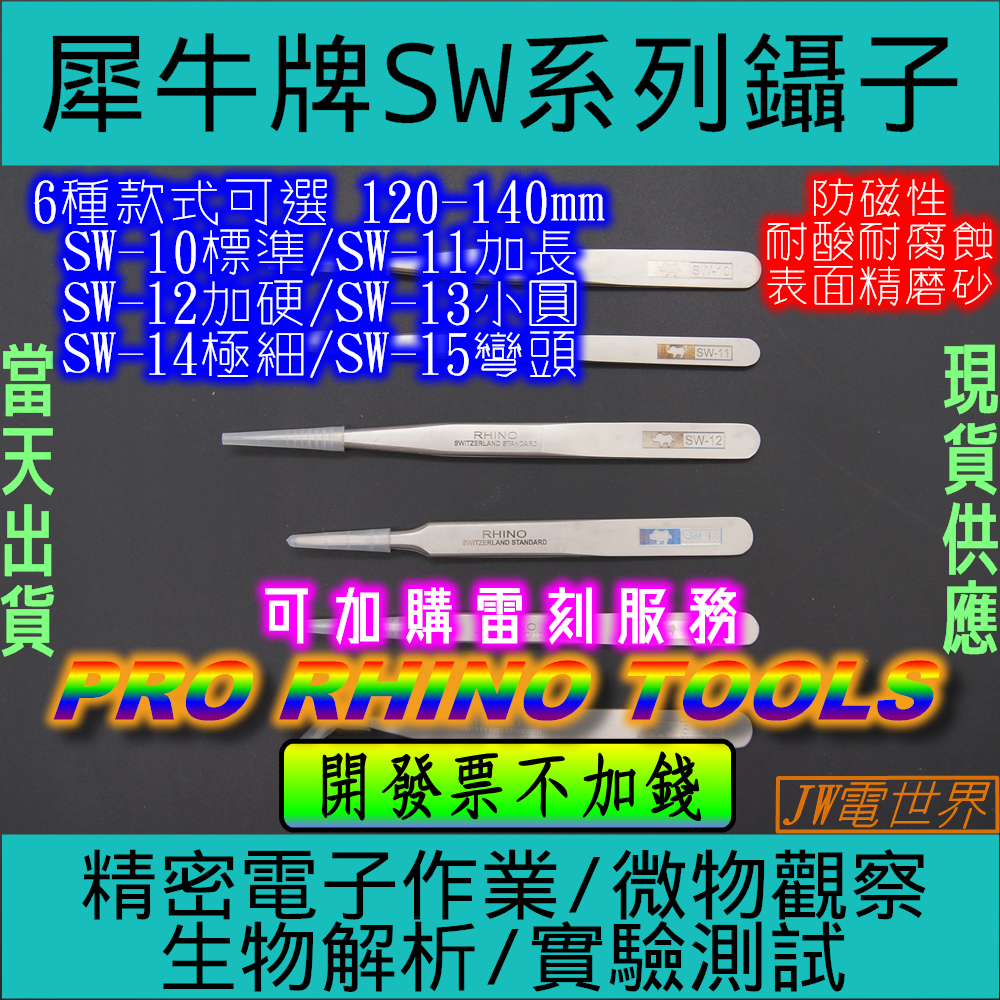 犀牛牌SW系列鑷子
6種款式可選 120-140mm
SW-10標準/SW-11加長
SW-12加硬/SW-13小圓
SW-14極細/SW-15彎頭
防磁性
耐酸耐腐蝕
表面精磨砂
當天出貨
現貨供應
SW-10
SW-11
RHINO
SWITZERLAND STANDARD
SW-12
RHINO
SWITZERLAND STANDARD
可加購雷刻服務
PRO RHINO TOOLS
開發票不加錢
JW電世界
精密電子作業/微物觀察
生物解析/實驗測試